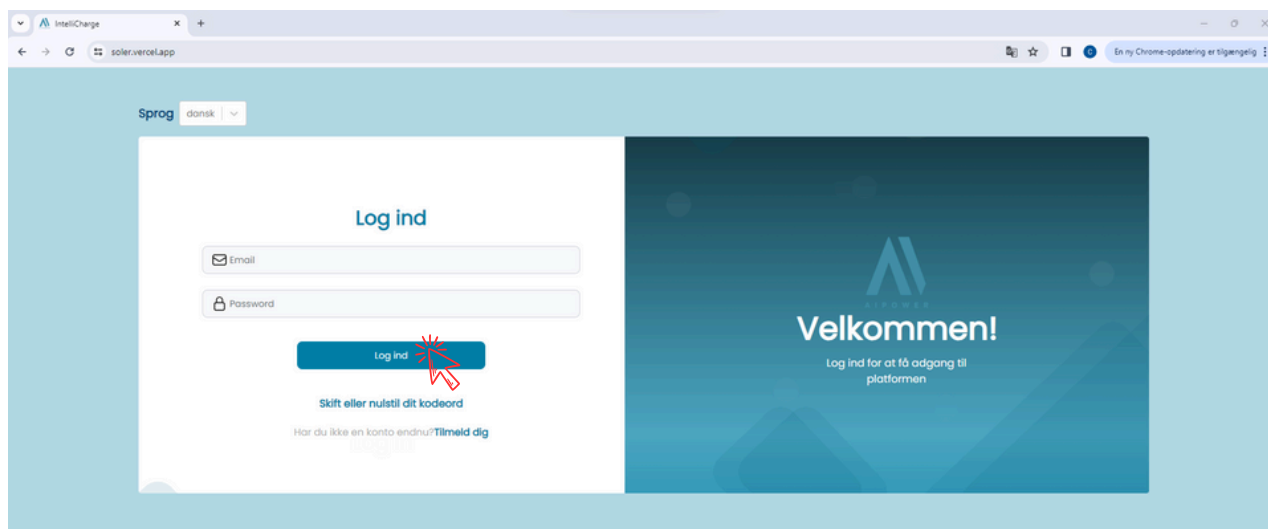 IntelliCharge
soler.vercel.app
En ny Chrome-opdatering er tilgængelig
Sprog
dansk
Log ind
Email
Password
Log ind
Skift eller nulstil dit kodeord
Har du ikke en konto endnu?Tilmeld dig
AIPOWER
Velkommen!
Log ind for at få adgang til
platformen